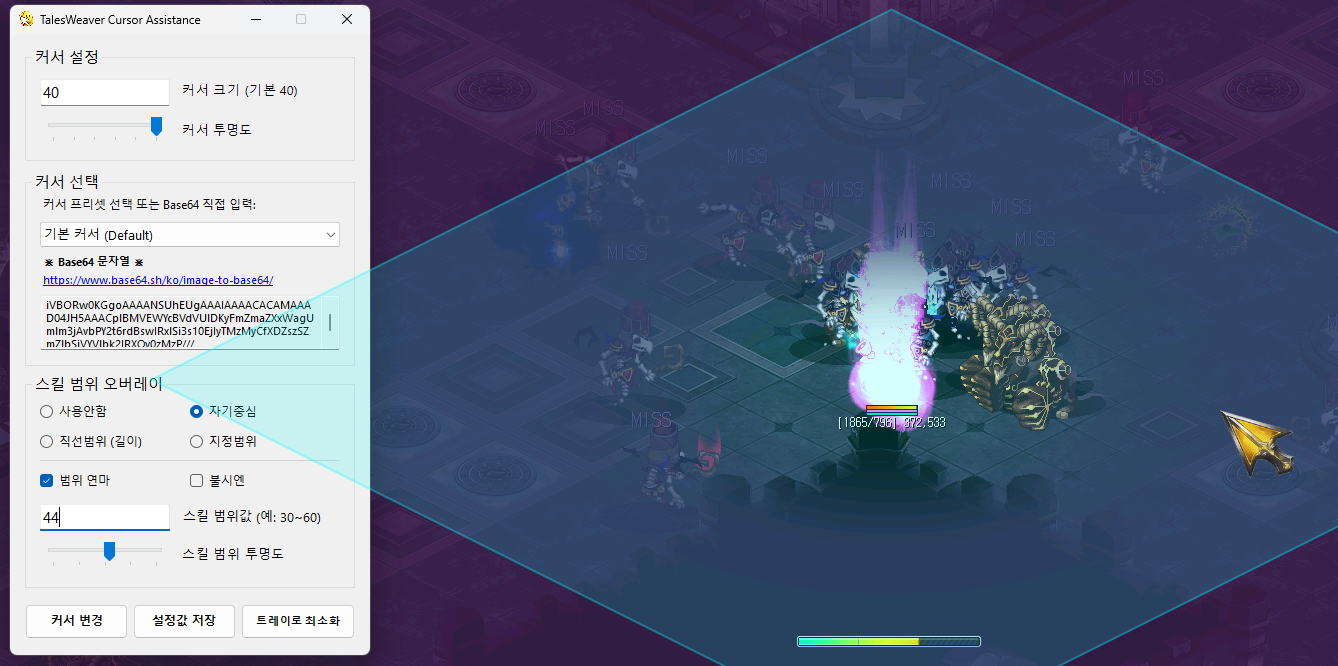 TalesWeaver Cursor Assistance
커서 설정
40
커서 크기 (기본 40)
커서 투명도
커서 선택
커서 프리셋 선택 또는 Base64 직접 입력:
기본 커서 (Default)
※ Base64 문자열 ※
https://www.base64.sh/ko/image-to-base64/
스킬 범위 오버레이
사용안함
자기중심
직선범위 (길이)
지정범위
범위 연마
불시엔
44
스킬 범위값 (예: 30~60)
스킬 범위 투명도
커서 변경
설정값 저장
트레이로 최소화
MISS
MISS
MISS
MISS
MISS
MISS
MISS
MISS
MISS
MISS
MISS
[1865/796] 372,533